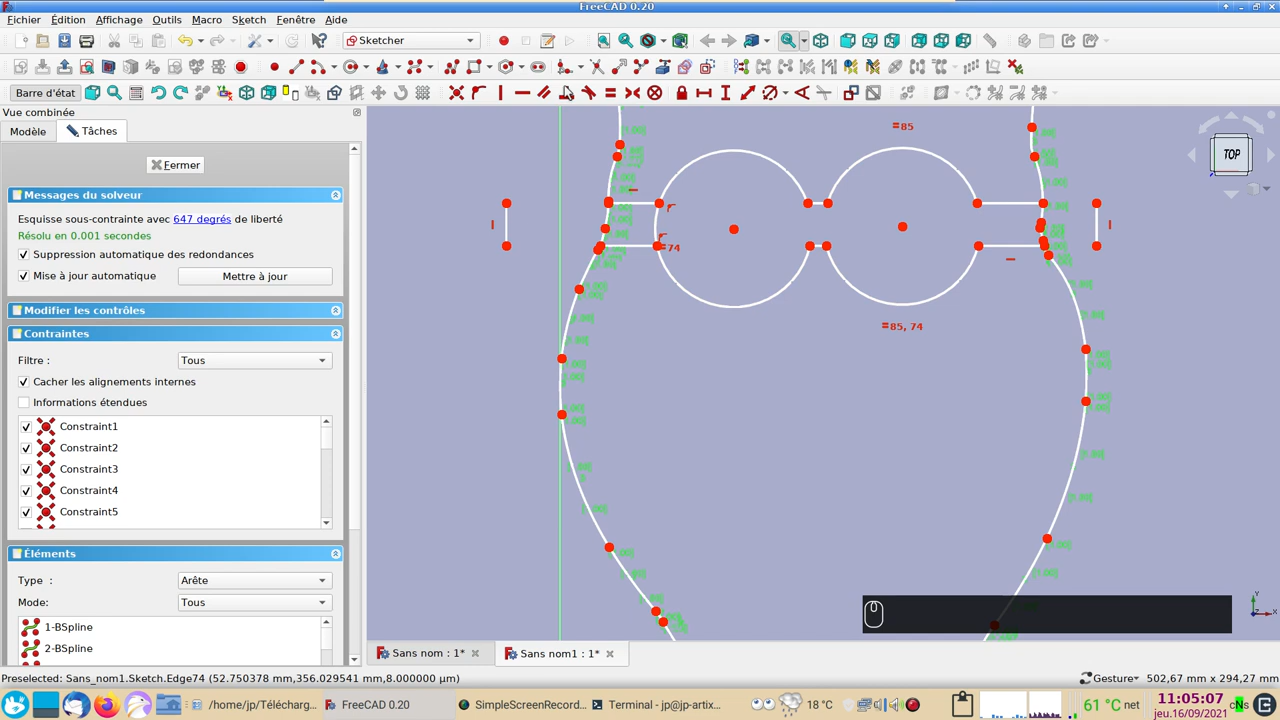 FreeCAD 0.20
Fichier Édition Affichage Outils Macro Sketch Fenêtre Aide
Sketcher
Barre d'état
Vue combinée
Modèle Tâches
Fermer
Messages du solveur
Esquisse sous-contrainte avec 647 degrés de liberté
Résolu en 0.001 secondes
Suppression automatique des redondances
Mise à jour automatique Mettre à jour
Modifier les contrôles
Contraintes
Filtre : Tous
Cacher les alignements internes
Informations étendues
Constraint1
Constraint2
Constraint3
Constraint4
Constraint5
Éléments
Type : Arête
Mode: Tous
1-BSpline
2-BSpline
=85
=74
=85, 74
TOP
Y
X
Sans nom : 1*
Sans nom1 : 1*
Preselected: Sans_nom1.Sketch.Edge74 (52.750378 mm,356.029541 mm,8.000000 µm) Gesture 502,67 mm x 294,27 mm
/home/jp/Télécharg... FreeCAD 0.20 SimpleScreenRecord... Terminal - jp@jp-artix... 18 °C 61 °C net 11:05:07 cNs
jeu.16/09/2021